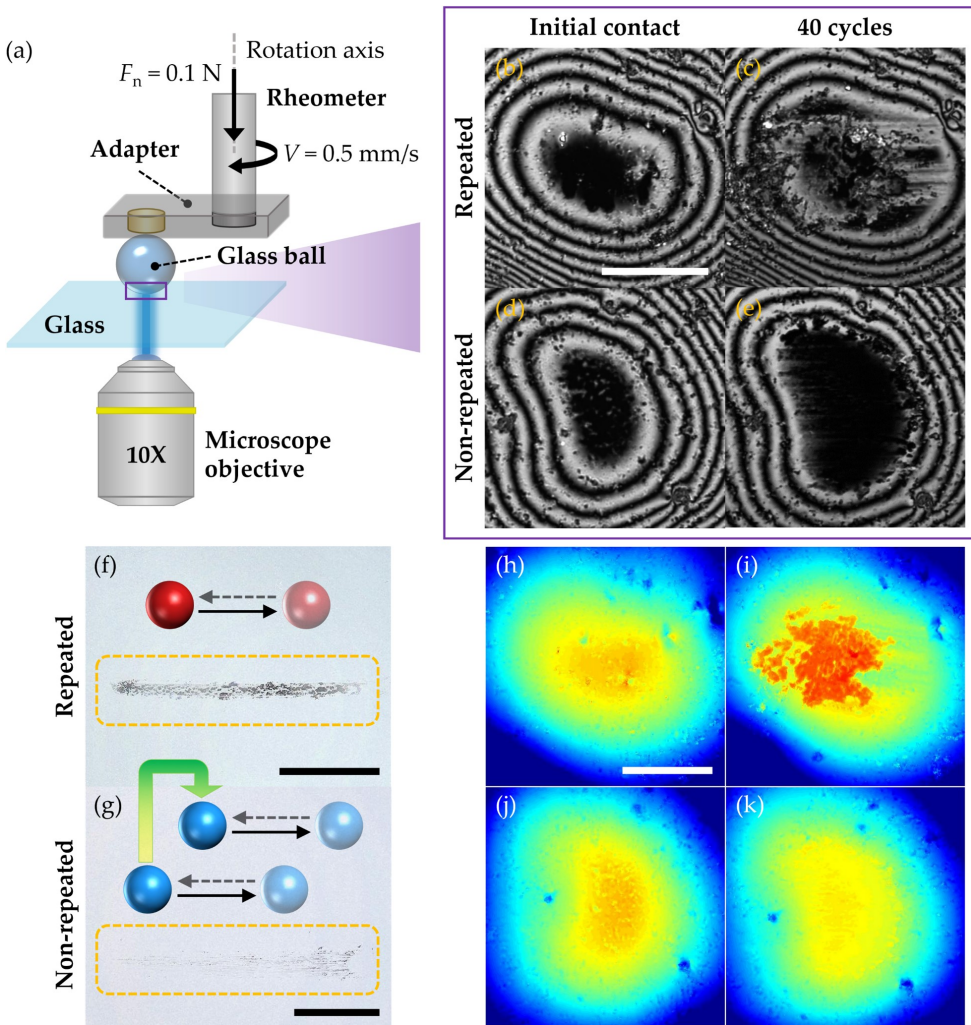 (a)
Rotation axis
Fn = 0.1 N
Rheometer
V = 0.5 mm/s
Adapter
Glass ball
Glass
10X
Microscope
objective
Initial contact
40 cycles
Repeated
(b)
(c)
Non-repeated
(d)
(e)
Repeated
(f)
Non-repeated
(g)
(h)
(i)
(j)
(k)